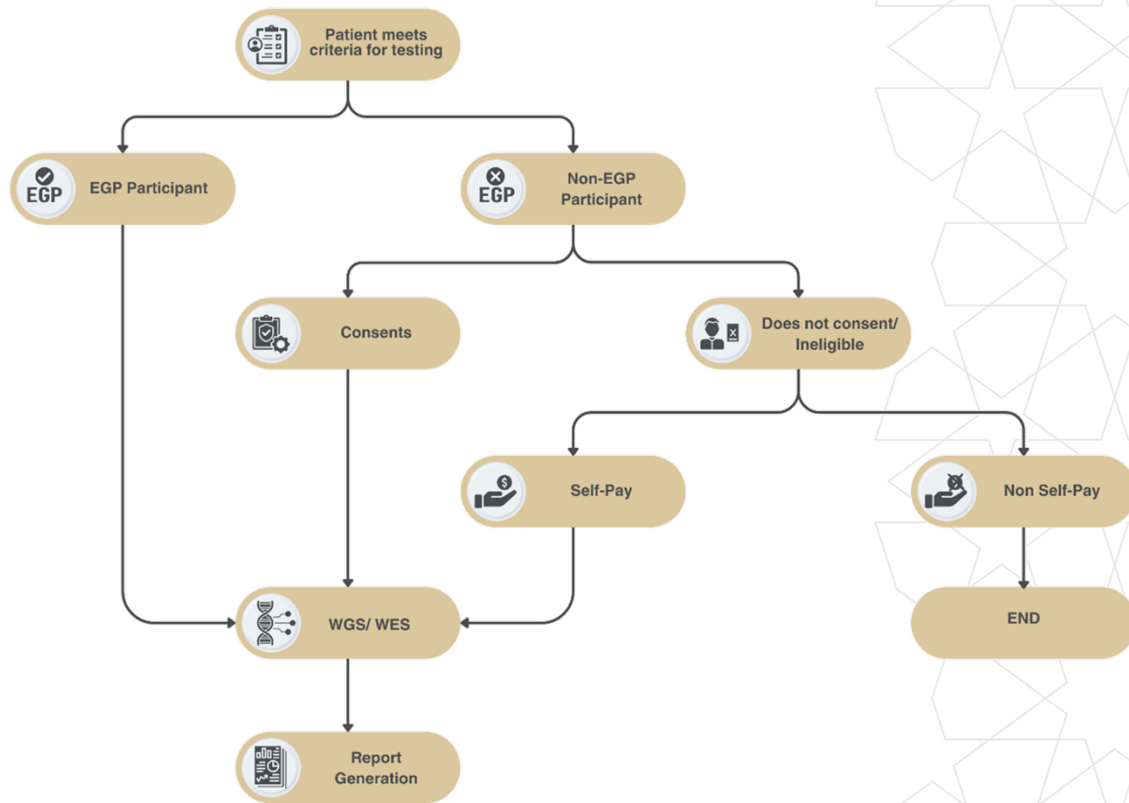 Patient meets
criteria for testing
EGP
EGP Participant
EGP
Non-EGP
Participant
Consents
Does not consent/
Ineligible
Self-Pay
Non Self-Pay
WGS/ WES
END
Report
Generation